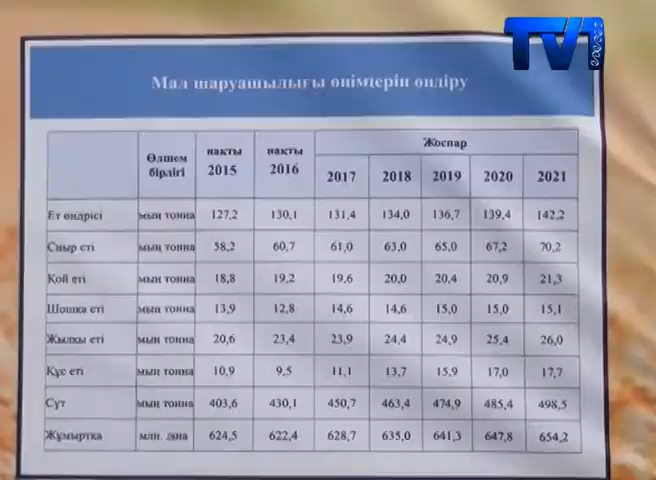 TV1
Мал шаруашылығы өнімдерін өндіру
Өлшем бірлігі нақты 2015 нақты 2016 Жоспар
2017 2018 2019 2020 2021
Ет өндрісі мың тонна 127,2 130,1 131,4 134,0 136,7 139,4 142,2
Сиыр еті мың тонна 58,2 60,7 61,0 63,0 65,0 67,2 70,2
Қой еті мың тонна 18,8 19,2 19,6 20,0 20,4 20,9 21,3
Шошка еті мың тонна 13,9 12,8 14,6 14,6 15,0 15,0 15,1
Жылкы еті мың тонна 20,6 23,4 23,9 24,4 24,9 25,4 26,0
Құс еті мың тонна 10,9 9,5 11,1 13,7 15,9 17,0 17,7
Сүт мың тонна 403,6 430,1 450,7 463,4 474,9 485,4 498,5
Жұмыртка млн. дана 624,5 622,4 628,7 635,0 641,3 647,8 654,2